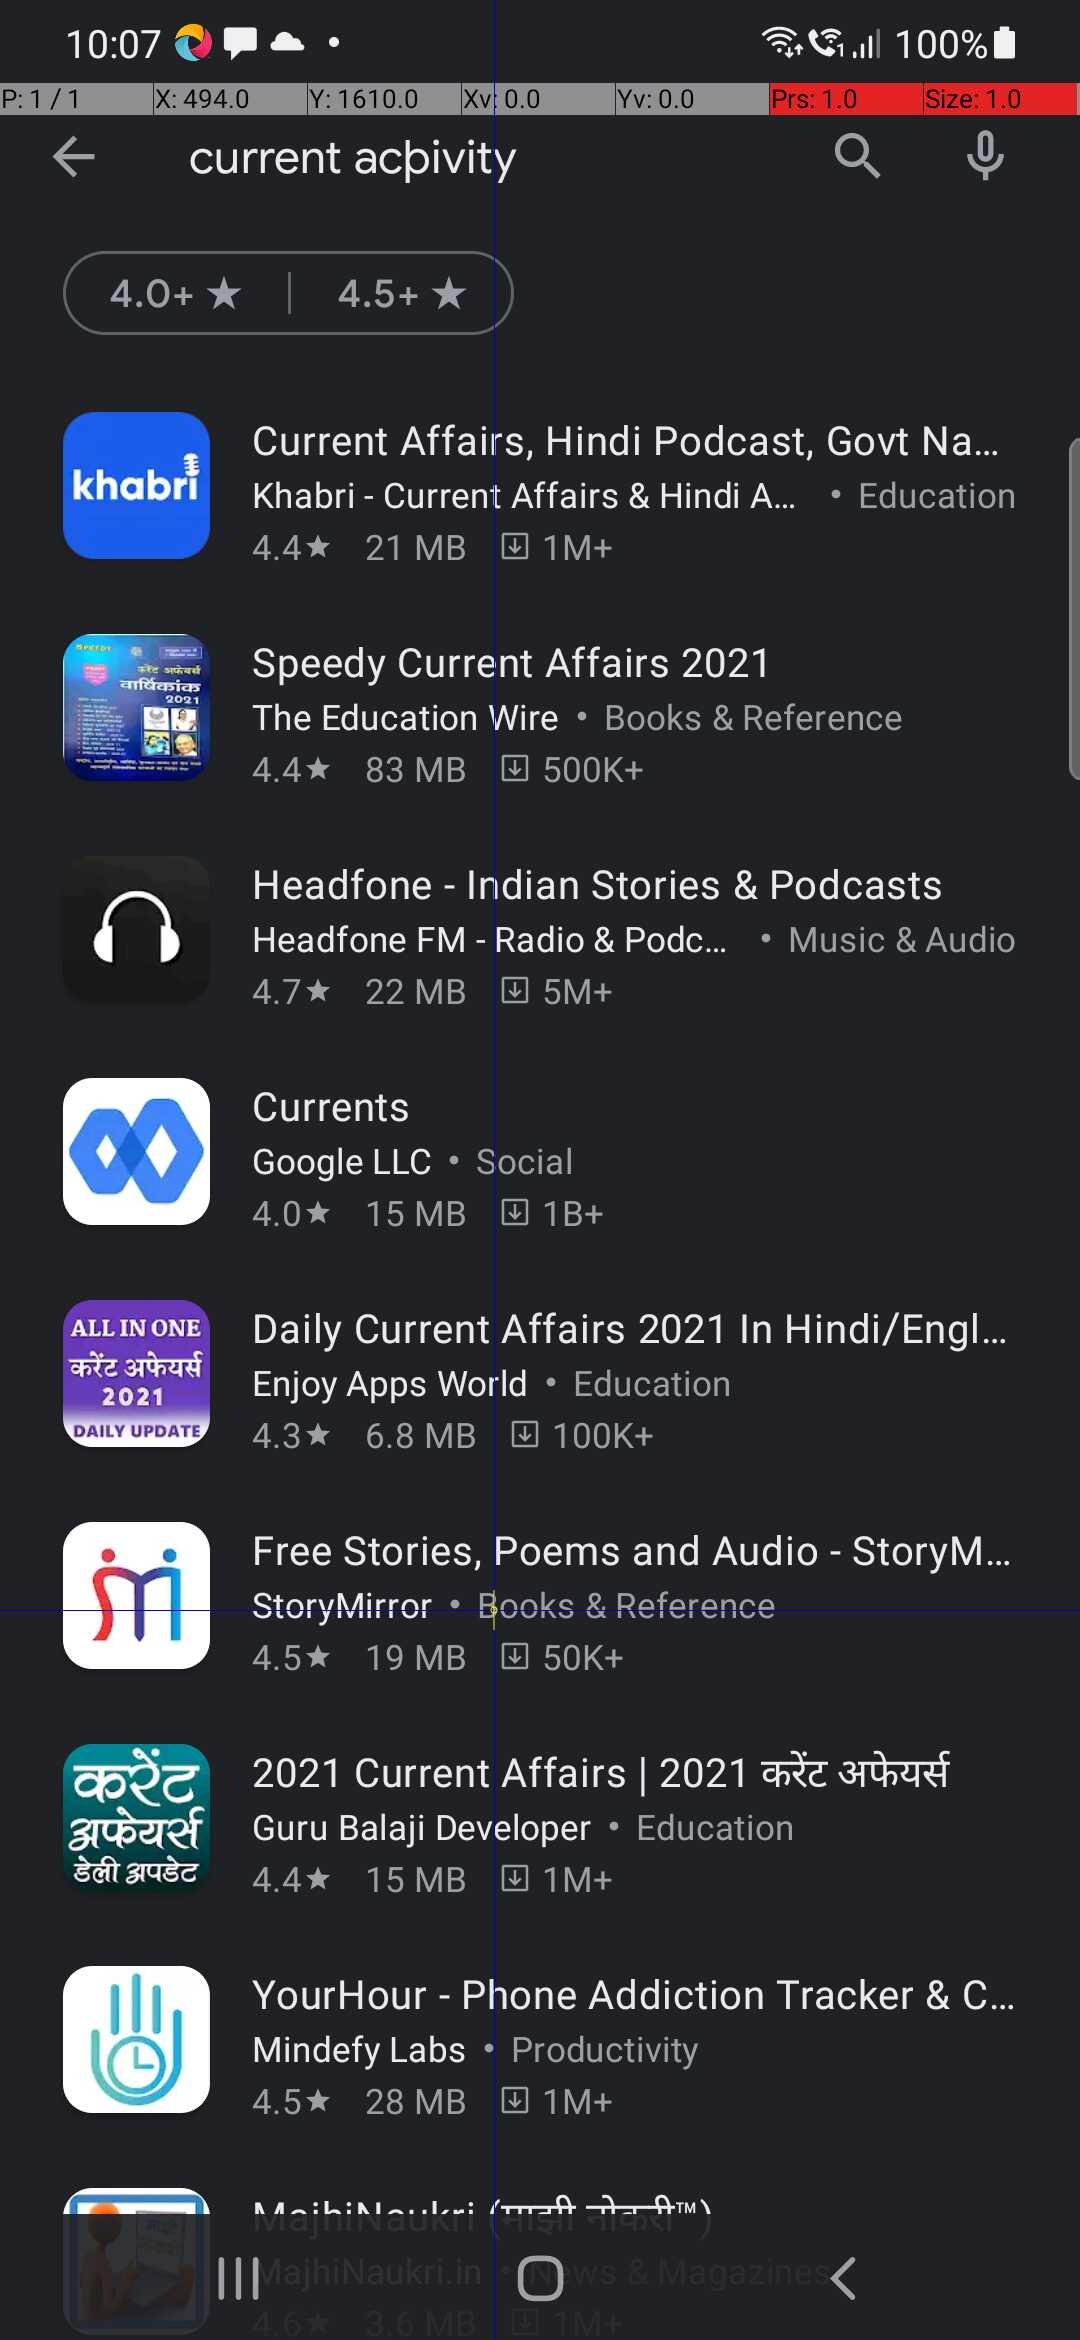 10:07 100%
P: 1 / 1 X: 494.0 Y: 1610.0 Xv: 0.0 Yv: 0.0 Prs: 1.0 Size: 1.0
current acþivity
4.0+ ★ | 4.5+ ★
khabri
Current Affairs, Hindi Podcast, Govt Na...
Khabri - Current Affairs & Hindi A... • Education
4.4★ 21 MB 1M+
SPEEDY
करेंट अफेयर्स
वार्षिकांक
2021
Speedy Current Affairs 2021
The Education Wire • Books & Reference
4.4★ 83 MB 500K+
Headfone - Indian Stories & Podcasts
Headfone FM - Radio & Podc... • Music & Audio
4.7★ 22 MB 5M+
Currents
Google LLC • Social
4.0★ 15 MB 1B+
ALL IN ONE
करेंट अफेयर्स
2021
DAILY UPDATE
Daily Current Affairs 2021 In Hindi/Engl...
Enjoy Apps World • Education
4.3★ 6.8 MB 100K+
Free Stories, Poems and Audio - StoryM...
StoryMirror • Books & Reference
4.5★ 19 MB 50K+
करेंट
अफेयर्स
डेली अपडेट
2021 Current Affairs | 2021 करेंट अफेयर्स
Guru Balaji Developer • Education
4.4★ 15 MB 1M+
YourHour - Phone Addiction Tracker & C...
Mindefy Labs • Productivity
4.5★ 28 MB 1M+
MajhiNaukri (माझी नोकरी™)
MajhiNaukri.in • News & Magazines
4.6★ 3.6 MB 1M+